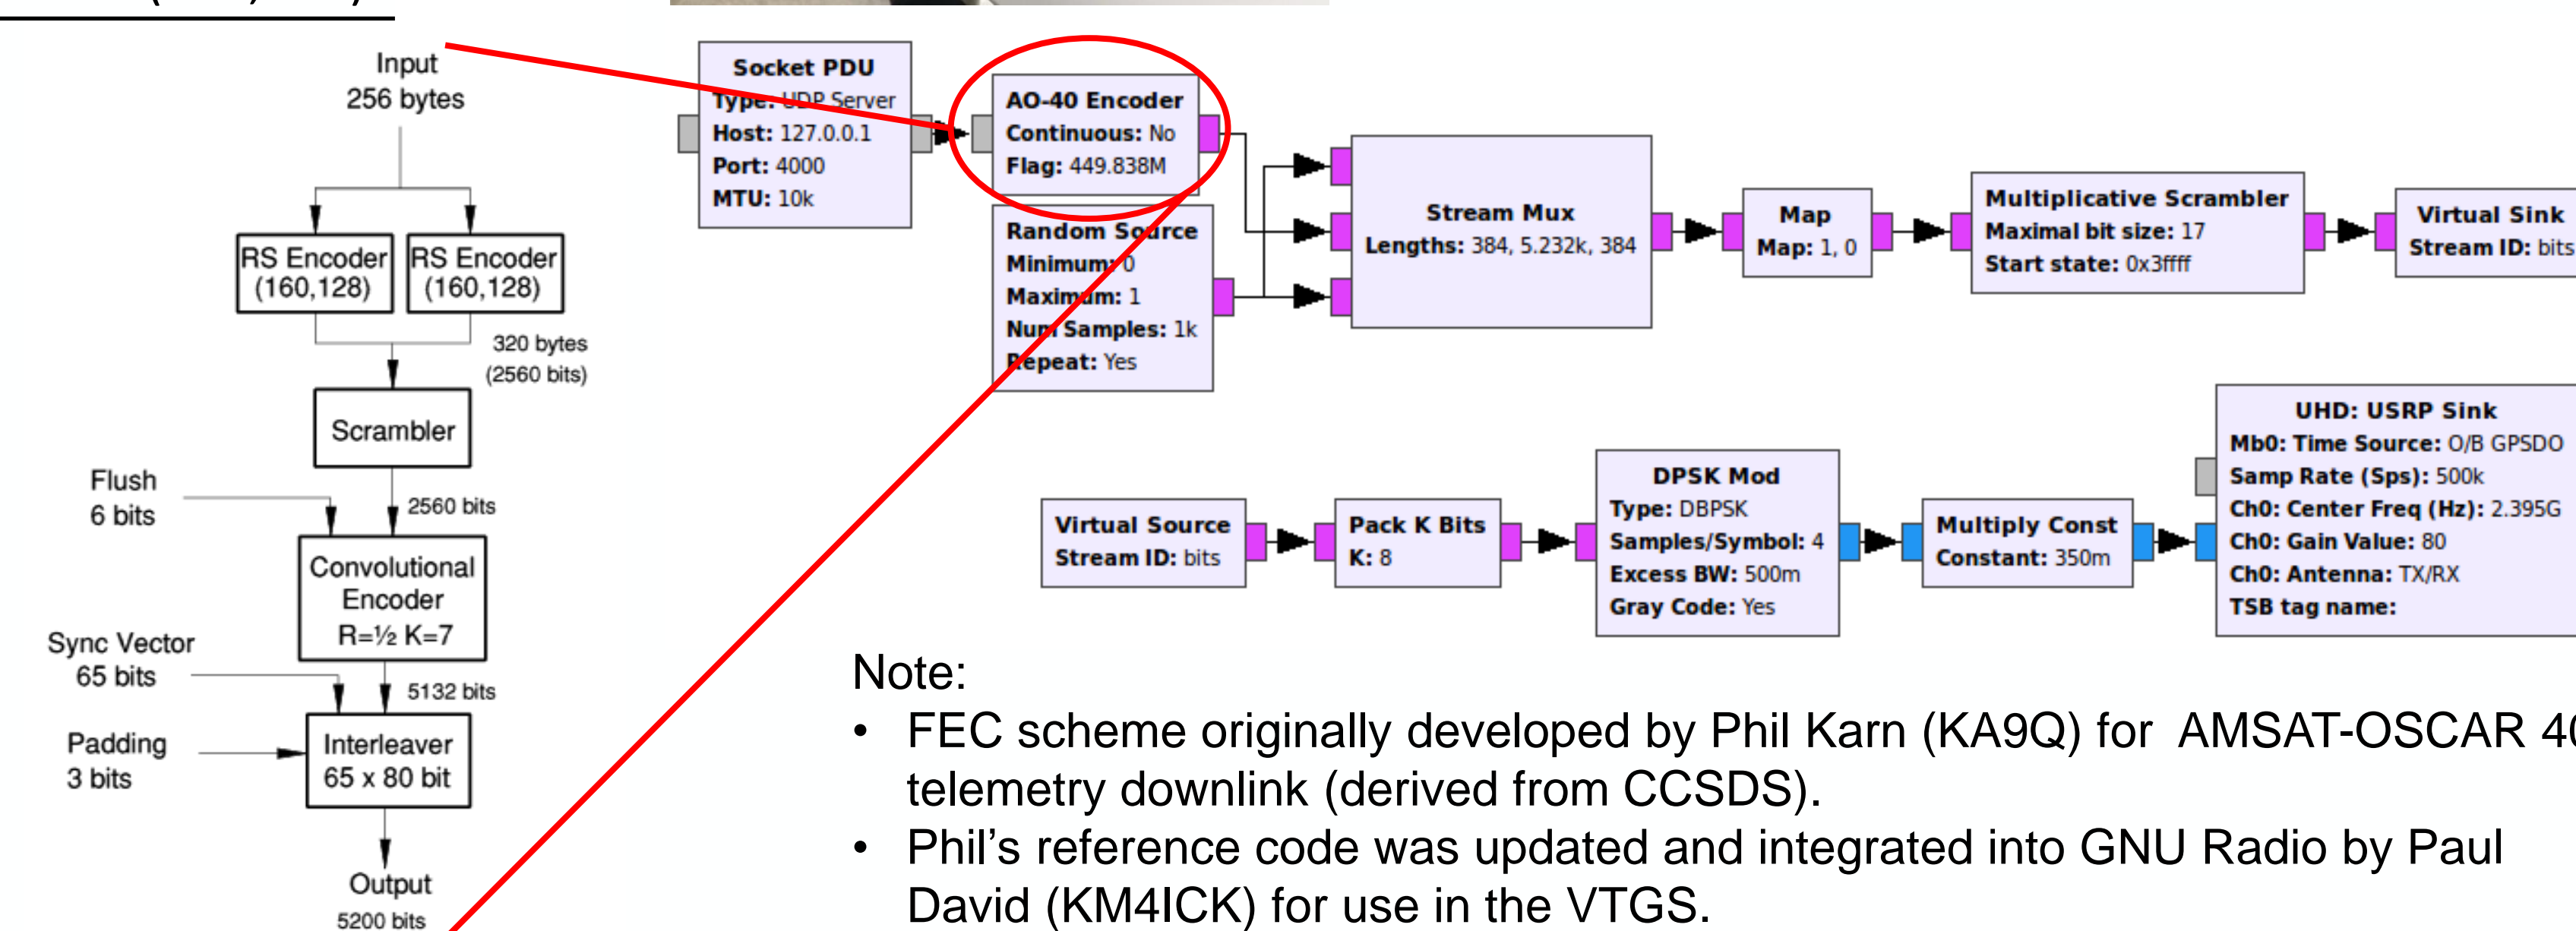 Input
256 bytes
RS Encoder
(160,128)
RS Encoder
(160,128)
320 bytes
(2560 bits)
Scrambler
Flush
6 bits
2560 bits
Convolutional
Encoder
R=½ K=7
Sync Vector
65 bits
5132 bits
Padding
3 bits
Interleaver
65 x 80 bit
Output
5200 bits
Socket PDU
Type: UDP Server
Host: 127.0.0.1
Port: 4000
MTU: 10k
AO-40 Encoder
Continuous: No
Flag: 449.838M
Random Source
Minimum: 0
Maximum: 1
Num Samples: 1k
Repeat: Yes
Stream Mux
Lengths: 384, 5.232k, 384
Map
Map: 1, 0
Multiplicative Scrambler
Maximal bit size: 17
Start state: 0x3ffff
Virtual Sink
Stream ID: bits
Virtual Source
Stream ID: bits
Pack K Bits
K: 8
DPSK Mod
Type: DBPSK
Samples/Symbol: 4
Excess BW: 500m
Gray Code: Yes
Multiply Const
Constant: 350m
UHD: USRP Sink
Mb0: Time Source: O/B GPSDO
Samp Rate (Sps): 500k
Ch0: Center Freq (Hz): 2.395G
Ch0: Gain Value: 80
Ch0: Antenna: TX/RX
TSB tag name:
Note:
• FEC scheme originally developed by Phil Karn (KA9Q) for AMSAT-OSCAR 40
telemetry downlink (derived from CCSDS).
• Phil’s reference code was updated and integrated into GNU Radio by Paul
David (KM4ICK) for use in the VTGS.